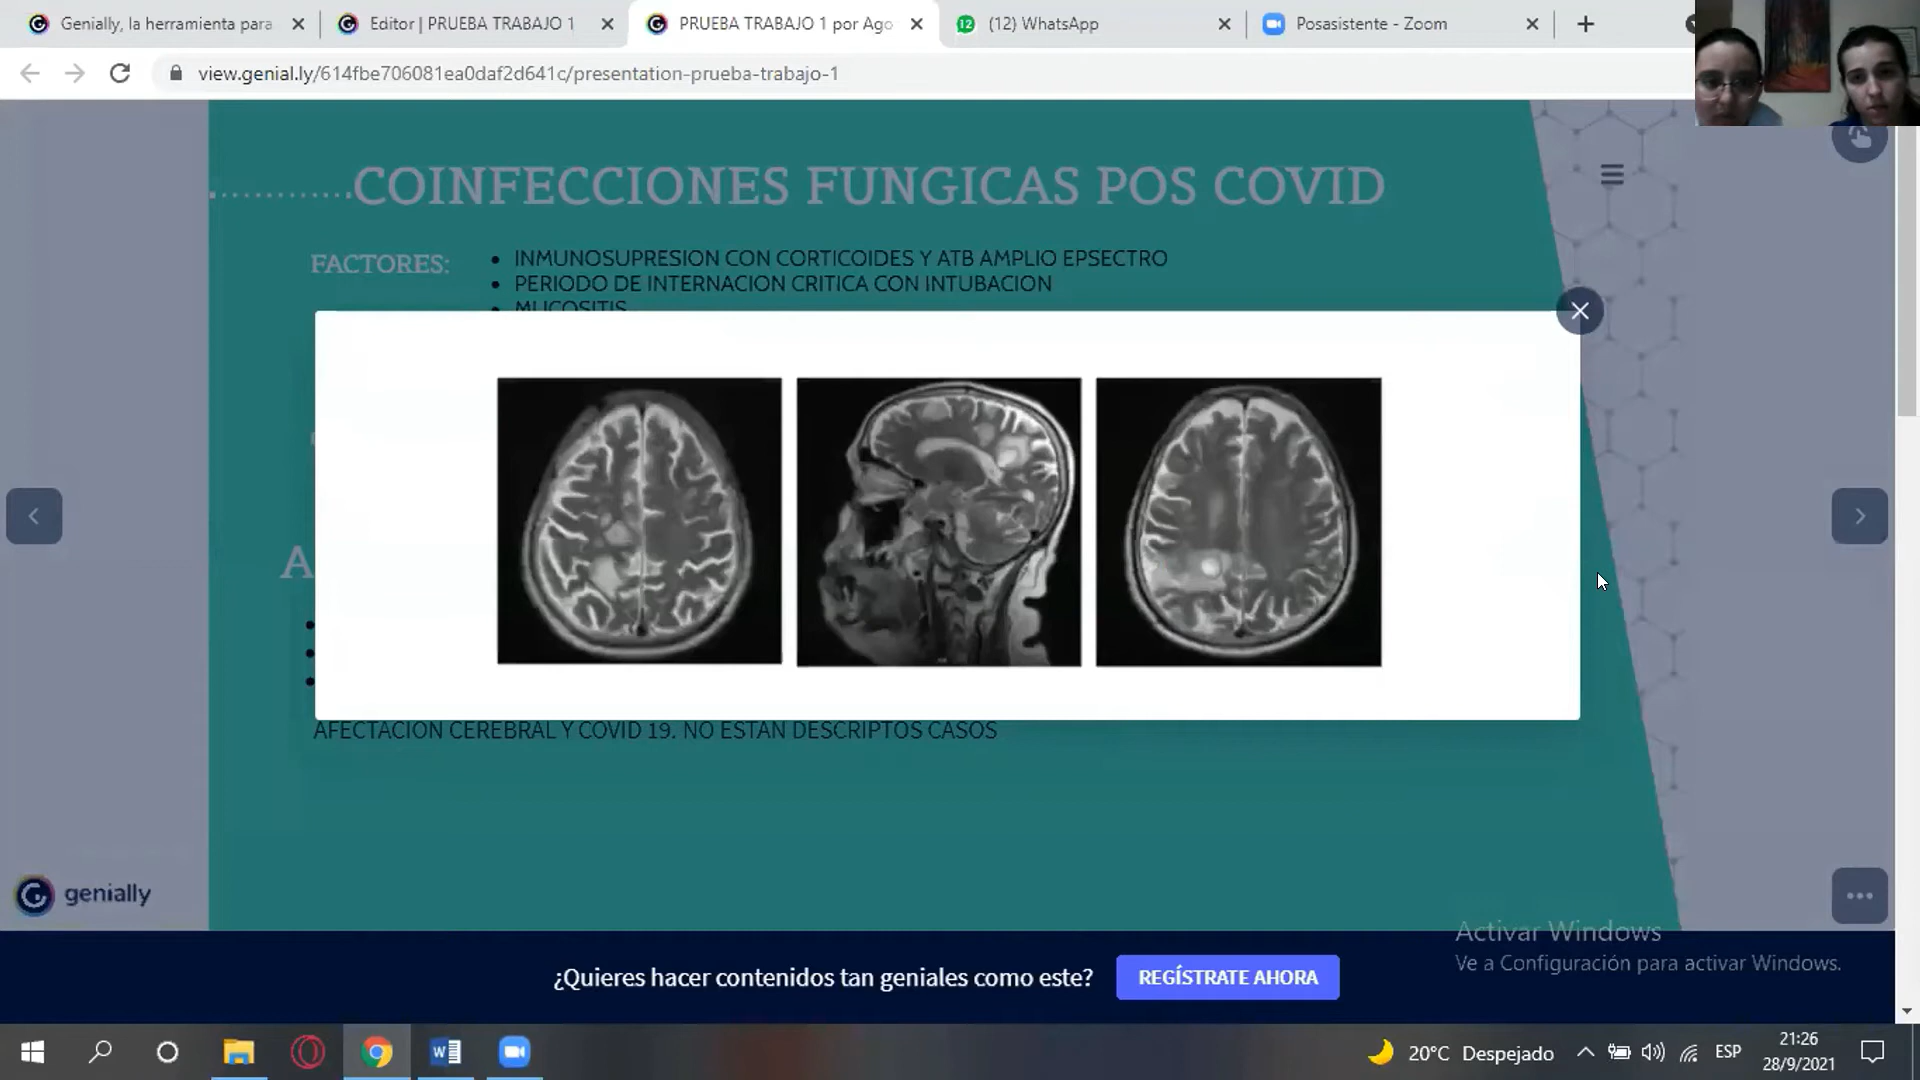 Genially, la herramienta para
Editor | PRUEBA TRABAJO 1
PRUEBA TRABAJO 1 por Ago
12
(12) WhatsApp
Posasistente - Zoom
view.genial.ly/614fbe706081ea0daf2d641c/presentation-prueba-trabajo-1
COINFECCIONES FUNGICAS POS COVID
FACTORES:
• INMUNOSUPRESION CON CORTICOIDES Y ATB AMPLIO EPSECTRO
• PERIODO DE INTERNACION CRITICA CON INTUBACION
• MUCOSITIS
A
AFECTACION CEREBRAL Y COVID 19. NO ESTAN DESCRIPTOS CASOS
genially
Activar Windows
Ve a Configuración para activar Windows.
¿Quieres hacer contenidos tan geniales como este?
REGÍSTRATE AHORA
20°C Despejado
ESP
21:26
28/9/2021